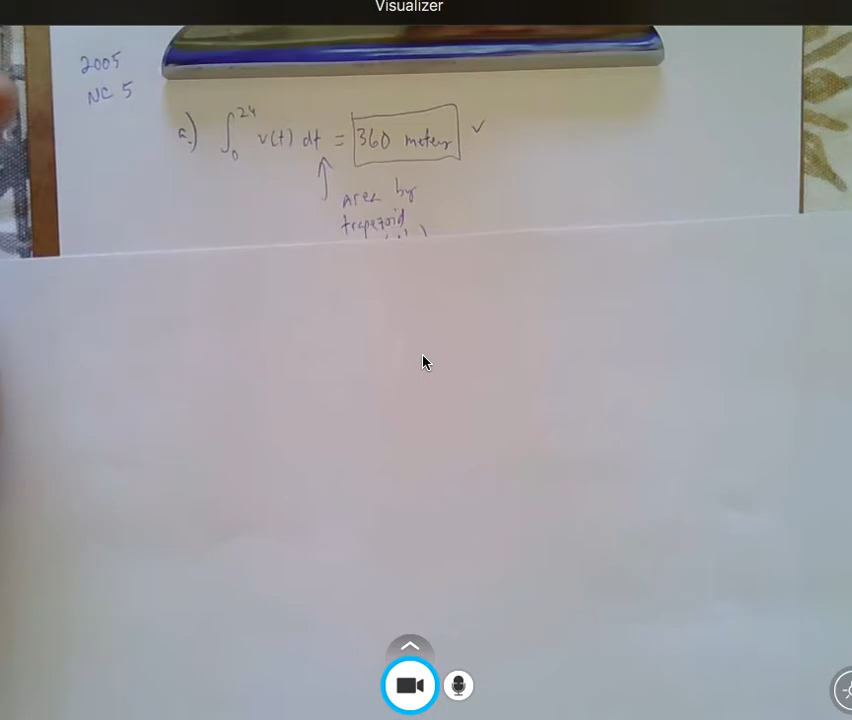 Visualizer
2005
NC 5
a.) ∫₀²⁴ v(t) dt = 360 meters ✓
↑
area by
trapezoid